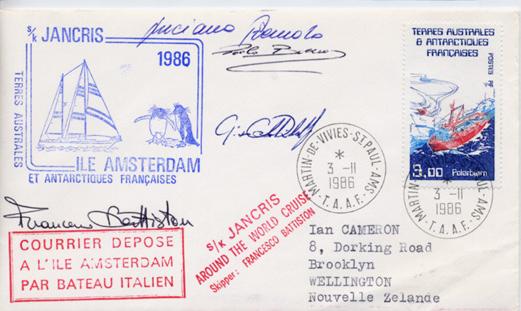 s/k JANCRIS
1986
TERRES AUSTRALES
ILE AMSTERDAM
ET ANTARCTIQUES FRANÇAISES
Luciano
Francesco Battiston
COURRIER DEPOSE
A L'ILE AMSTERDAM
PAR BATEAU ITALIEN
s/k JANCRIS
AROUND THE WORLD CRUISE
Skipper: FRANCESCO BATTISTON
TERRES AUSTRALES
& ANTARCTIQUES
FRANÇAISES
POSTES
3,00
Polarbjørn
MARTIN-DE-VIVIES-ST PAUL-AMS
*
3 -11
1986
T.A.A.F.
MARTIN-DE-VIVIES-ST PAUL-AMS
*
3 -11
1986
T.A.A.F.
Ian CAMERON
8, Dorking Road
Brooklyn
WELLINGTON
Nouvelle Zelande